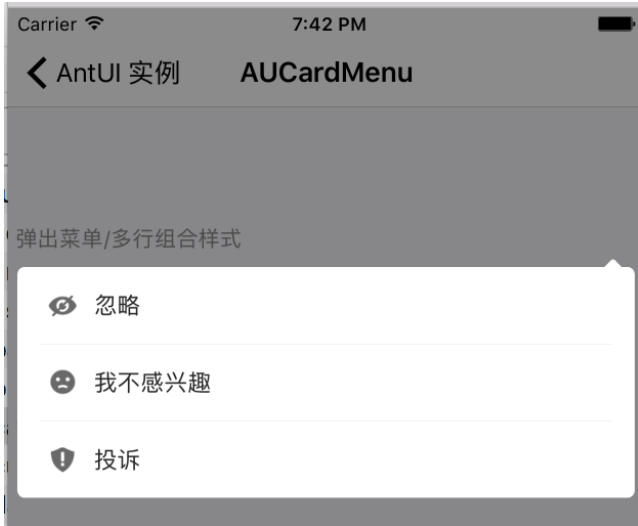 Carrier 7:42 PM
AntUI 实例 AUCardMenu
弹出菜单/多行组合样式
忽略
我不感兴趣
投诉